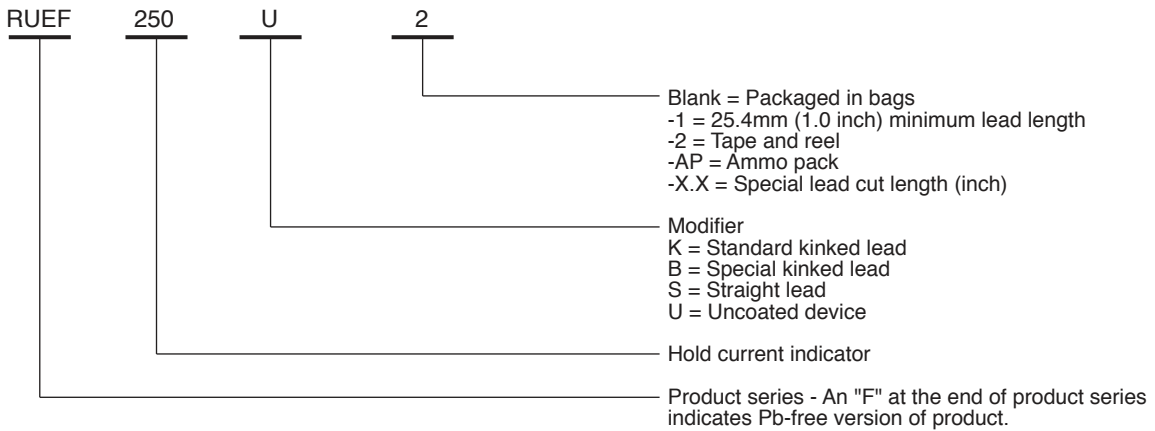 RUEF 250 U 2
Blank = Packaged in bags
-1 = 25.4mm (1.0 inch) minimum lead length
-2 = Tape and reel
-AP = Ammo pack
-X.X = Special lead cut length (inch)
Modifier
K = Standard kinked lead
B = Special kinked lead
S = Straight lead
U = Uncoated device
Hold current indicator
Product series - An "F" at the end of product series
indicates Pb-free version of product.